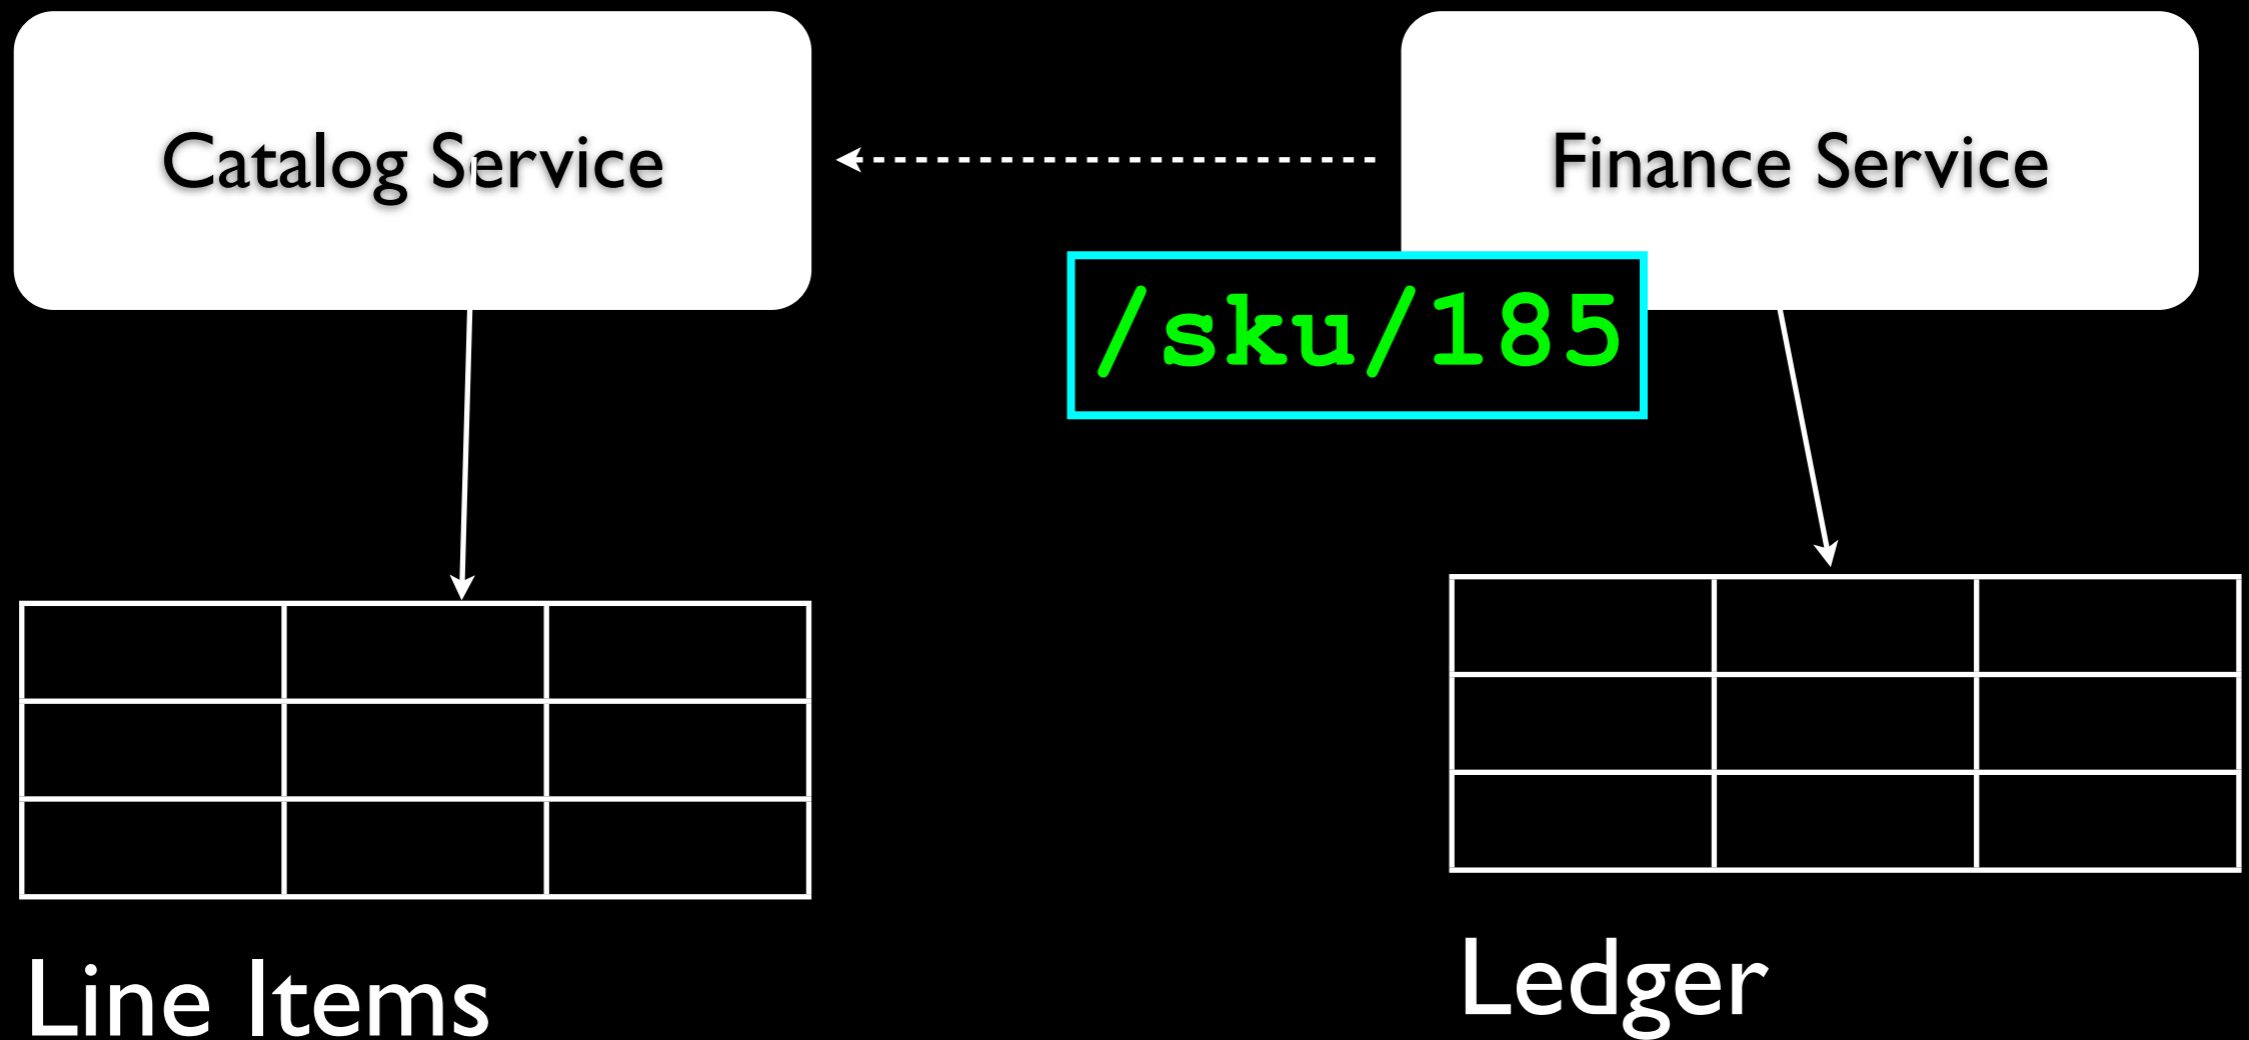 Catalog Service
Finance Service
/sku/185
Line Items
Ledger